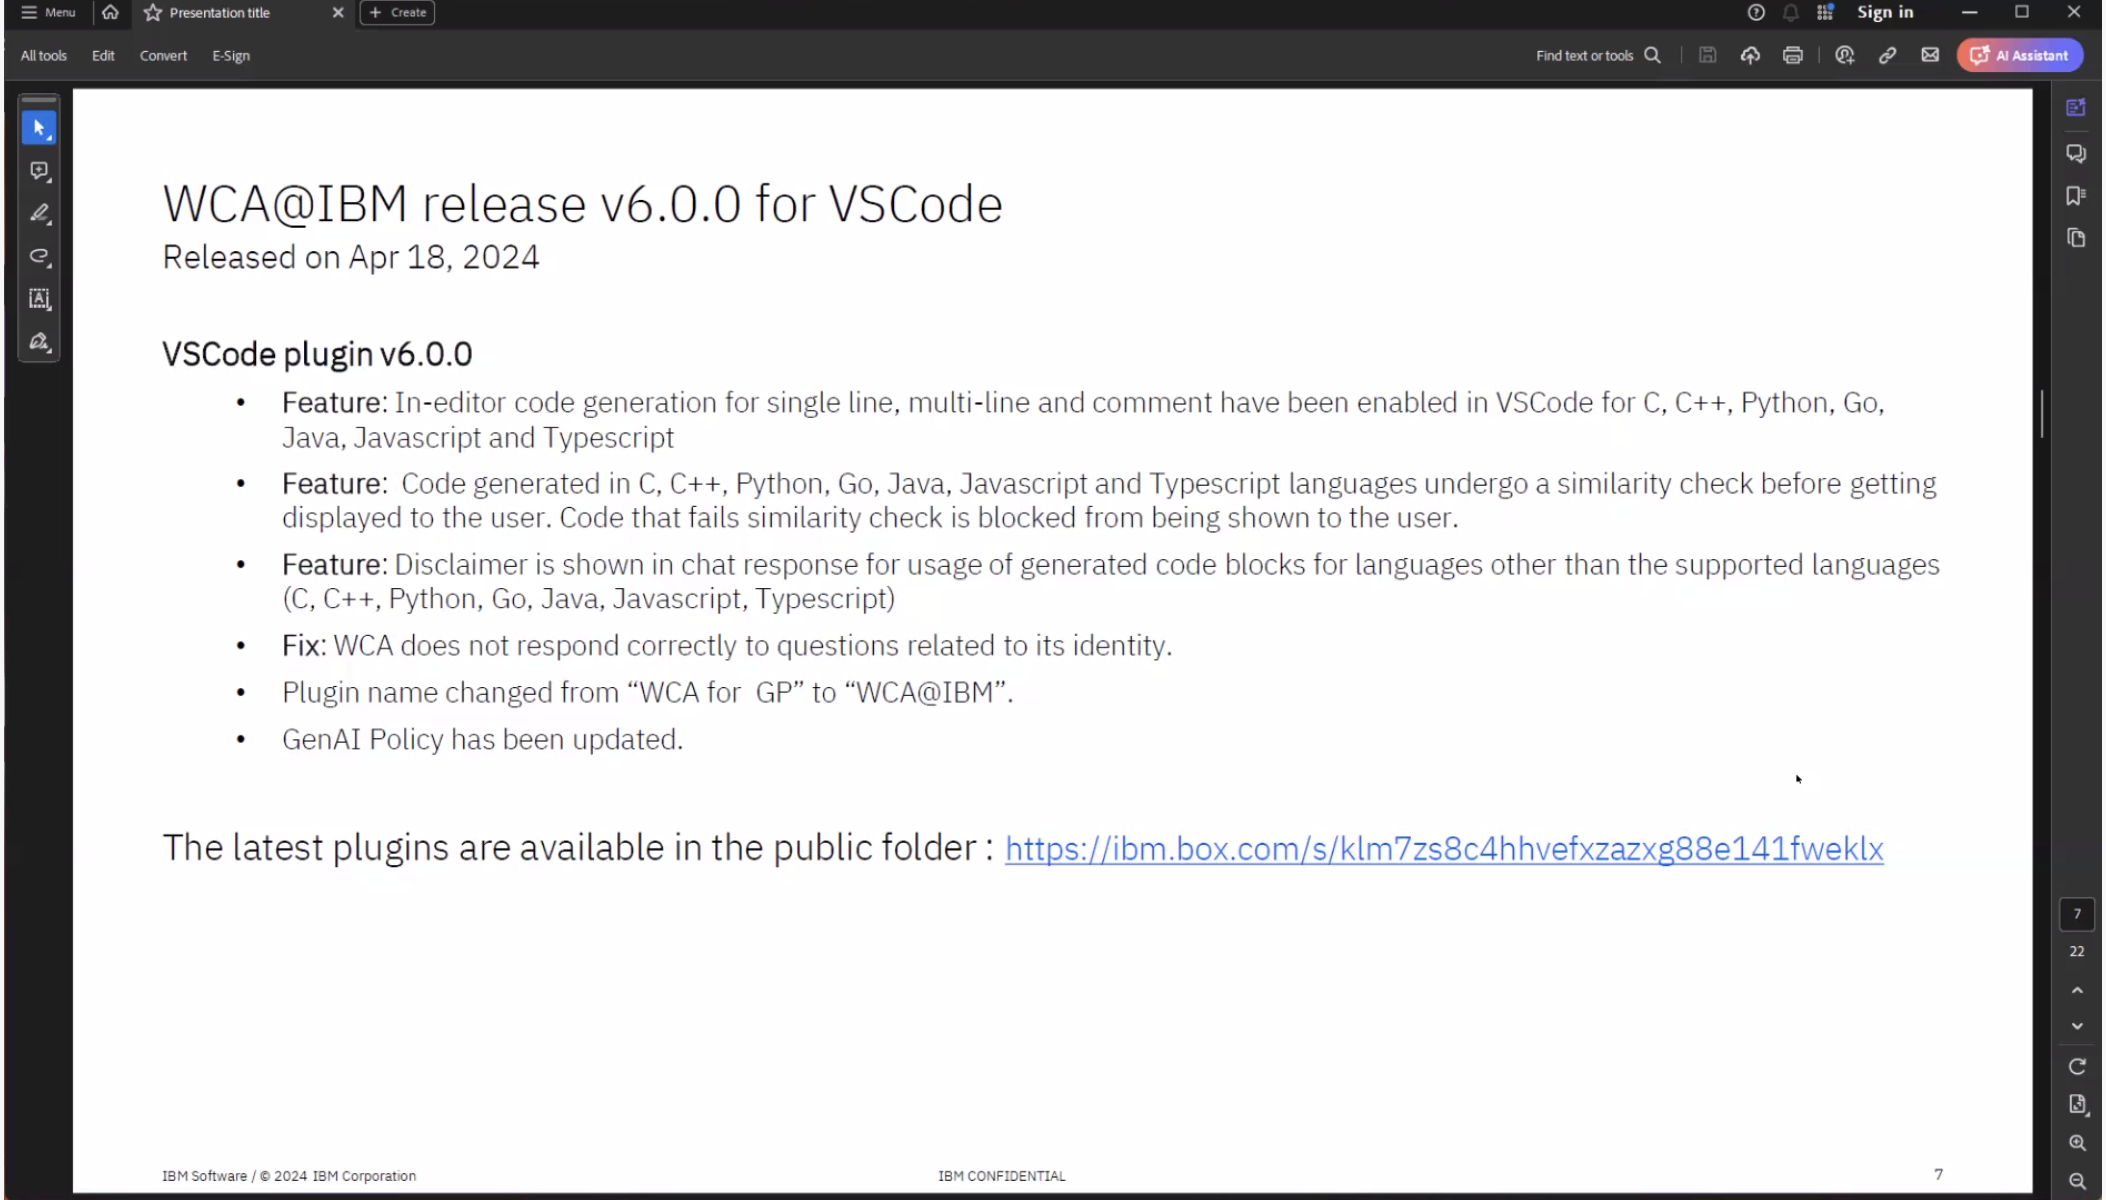 Menu
Presentation title
Create
Sign in
All tools
Edit
Convert
E-Sign
Find text or tools
AI Assistant
WCA@IBM release v6.0.0 for VSCode
Released on Apr 18, 2024
VSCode plugin v6.0.0
• Feature: In-editor code generation for single line, multi-line and comment have been enabled in VSCode for C, C++, Python, Go,
Java, Javascript and Typescript
• Feature:  Code generated in C, C++, Python, Go, Java, Javascript and Typescript languages undergo a similarity check before getting
displayed to the user. Code that fails similarity check is blocked from being shown to the user.
• Feature: Disclaimer is shown in chat response for usage of generated code blocks for languages other than the supported languages
(C, C++, Python, Go, Java, Javascript, Typescript)
• Fix: WCA does not respond correctly to questions related to its identity.
• Plugin name changed from “WCA for  GP” to “WCA@IBM”.
• GenAI Policy has been updated.
The latest plugins are available in the public folder : https://ibm.box.com/s/klm7zs8c4hhvefxzazxg88e141fweklx
7
22
IBM Software / © 2024 IBM Corporation
IBM CONFIDENTIAL
7